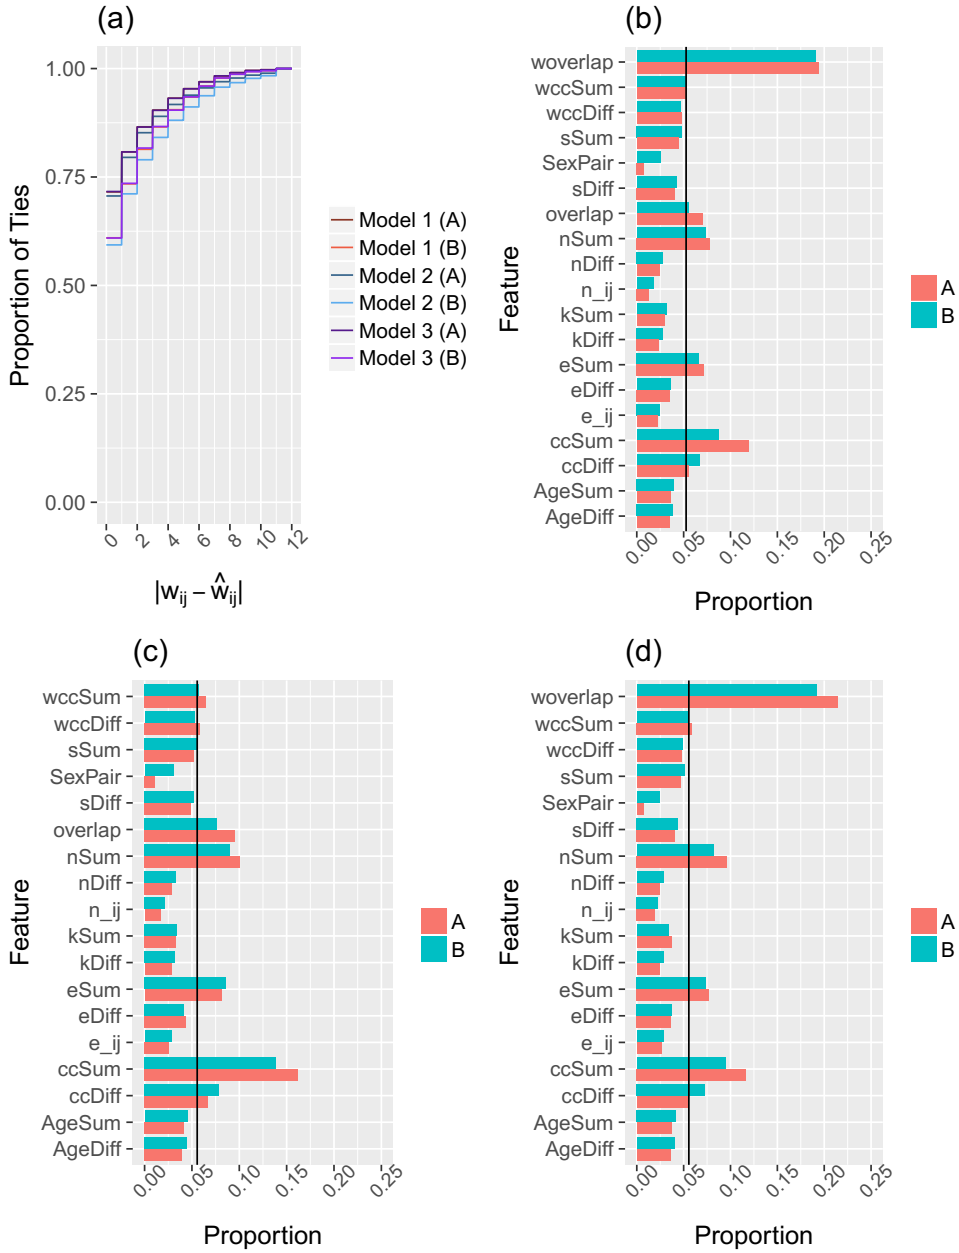 (a)
1.00
0.75
0.50
0.25
0.00
Proportion of Ties
0 2 4 6 8 10 12
|w_ij − ŵ_ij|
Model 1 (A)
Model 1 (B)
Model 2 (A)
Model 2 (B)
Model 3 (A)
Model 3 (B)
(b)
Feature
woverlap
wccSum
wccDiff
sSum
SexPair
sDiff
overlap
nSum
nDiff
n_ij
kSum
kDiff
eSum
eDiff
e_ij
ccSum
ccDiff
AgeSum
AgeDiff
0.00 0.05 0.10 0.15 0.20 0.25
Proportion
A
B
(c)
Feature
wccSum
wccDiff
sSum
SexPair
sDiff
overlap
nSum
nDiff
n_ij
kSum
kDiff
eSum
eDiff
e_ij
ccSum
ccDiff
AgeSum
AgeDiff
0.00 0.05 0.10 0.15 0.20 0.25
Proportion
A
B
(d)
Feature
woverlap
wccSum
wccDiff
sSum
SexPair
sDiff
nSum
nDiff
n_ij
kSum
kDiff
eSum
eDiff
e_ij
ccSum
ccDiff
AgeSum
AgeDiff
0.00 0.05 0.10 0.15 0.20 0.25
Proportion
A
B